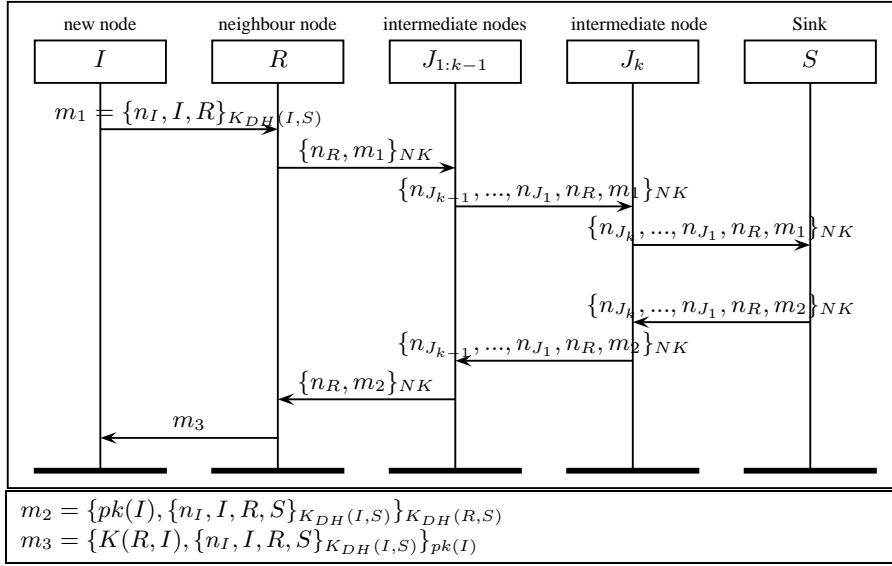 new node neighbour node intermediate nodes intermediate node Sink
I R J_{1:k−1} J_k S
m_1 = {n_I, I, R}_{K_{DH}(I,S)}
{n_R, m_1}_{NK}
{n_{J_{k−1}}, ..., n_{J_1}, n_R, m_1}_{NK}
{n_{J_k}, ..., n_{J_1}, n_R, m_1}_{NK}
{n_{J_k}, ..., n_{J_1}, n_R, m_2}_{NK}
{n_{J_{k−1}}, ..., n_{J_1}, n_R, m_2}_{NK}
{n_R, m_2}_{NK}
m_3
m_2 = {pk(I), {n_I, I, R, S}_{K_{DH}(I,S)}}_{K_{DH}(R,S)}
m_3 = {K(R, I), {n_I, I, R, S}_{K_{DH}(I,S)}}_{pk(I)}